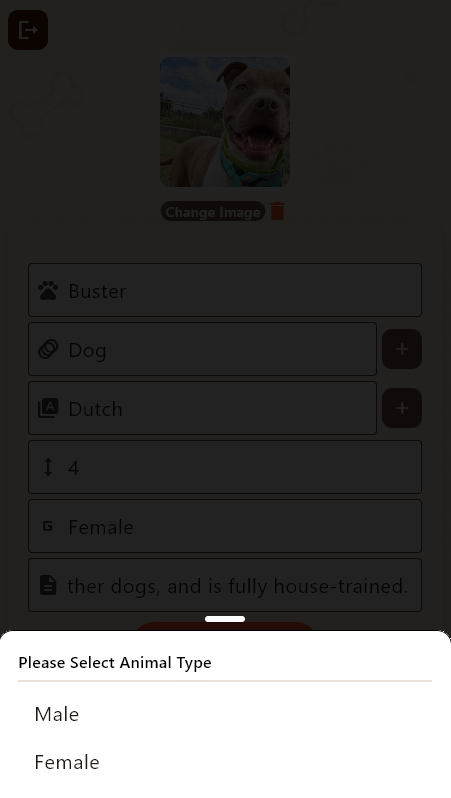 Change Image
Buster
Dog
+
Dutch
+
4
G Female
ther dogs, and is fully house-trained.
Please Select Animal Type
Male
Female